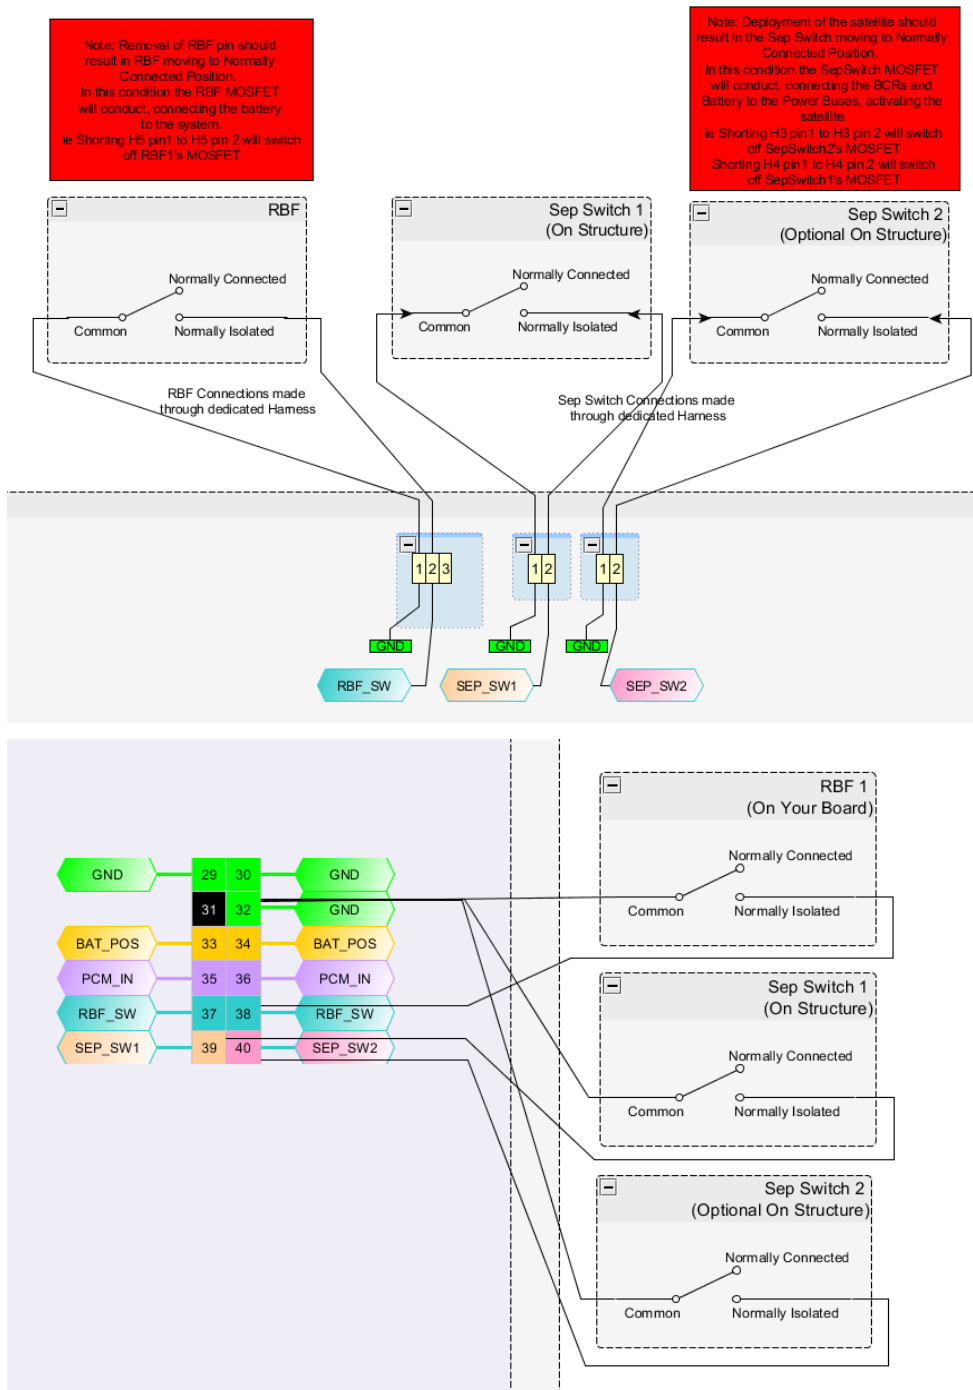 Note: Removal of RBF pin should
result in RBF moving to Normally
Connected Position.
In this condition the RBF MOSFET
will conduct, connecting the battery
to the system.
ie Shorting H5 pin1 to H5 pin 2 will switch
off RBF1's MOSFET
Note: Deployment of the satellite should
result in the Sep Switch moving to Normally
Connected Position.
In this condition the SepSwitch MOSFET
will conduct, connecting the BCRs and
Battery to the Power Buses, activating the
satellite.
ie Shorting H3 pin1 to H3 pin 2 will switch
off SepSwitch2's MOSFET
Shorting H4 pin1 to H4 pin 2 will switch
off SepSwitch1's MOSFET
RBF
Normally Connected
Common
Normally Isolated
Sep Switch 1
(On Structure)
Normally Connected
Common
Normally Isolated
Sep Switch 2
(Optional On Structure)
Normally Connected
Common
Normally Isolated
RBF Connections made
through dedicated Harness
Sep Switch Connections made
through dedicated Harness
1 2 3
1 2
1 2
GND
GND
GND
RBF_SW
SEP_SW1
SEP_SW2
GND 29 30 GND
31 32 GND
BAT_POS 33 34 BAT_POS
PCM_IN 35 36 PCM_IN
RBF_SW 37 38 RBF_SW
SEP_SW1 39 40 SEP_SW2
RBF 1
(On Your Board)
Normally Connected
Common
Normally Isolated
Sep Switch 1
(On Structure)
Normally Connected
Common
Normally Isolated
Sep Switch 2
(Optional On Structure)
Normally Connected
Common
Normally Isolated